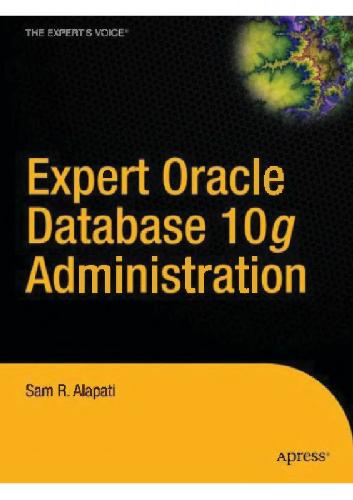 THE EXPERT'S VOICE®
Expert Oracle
Database 10g
Administration
Sam R. Alapati
Apress®